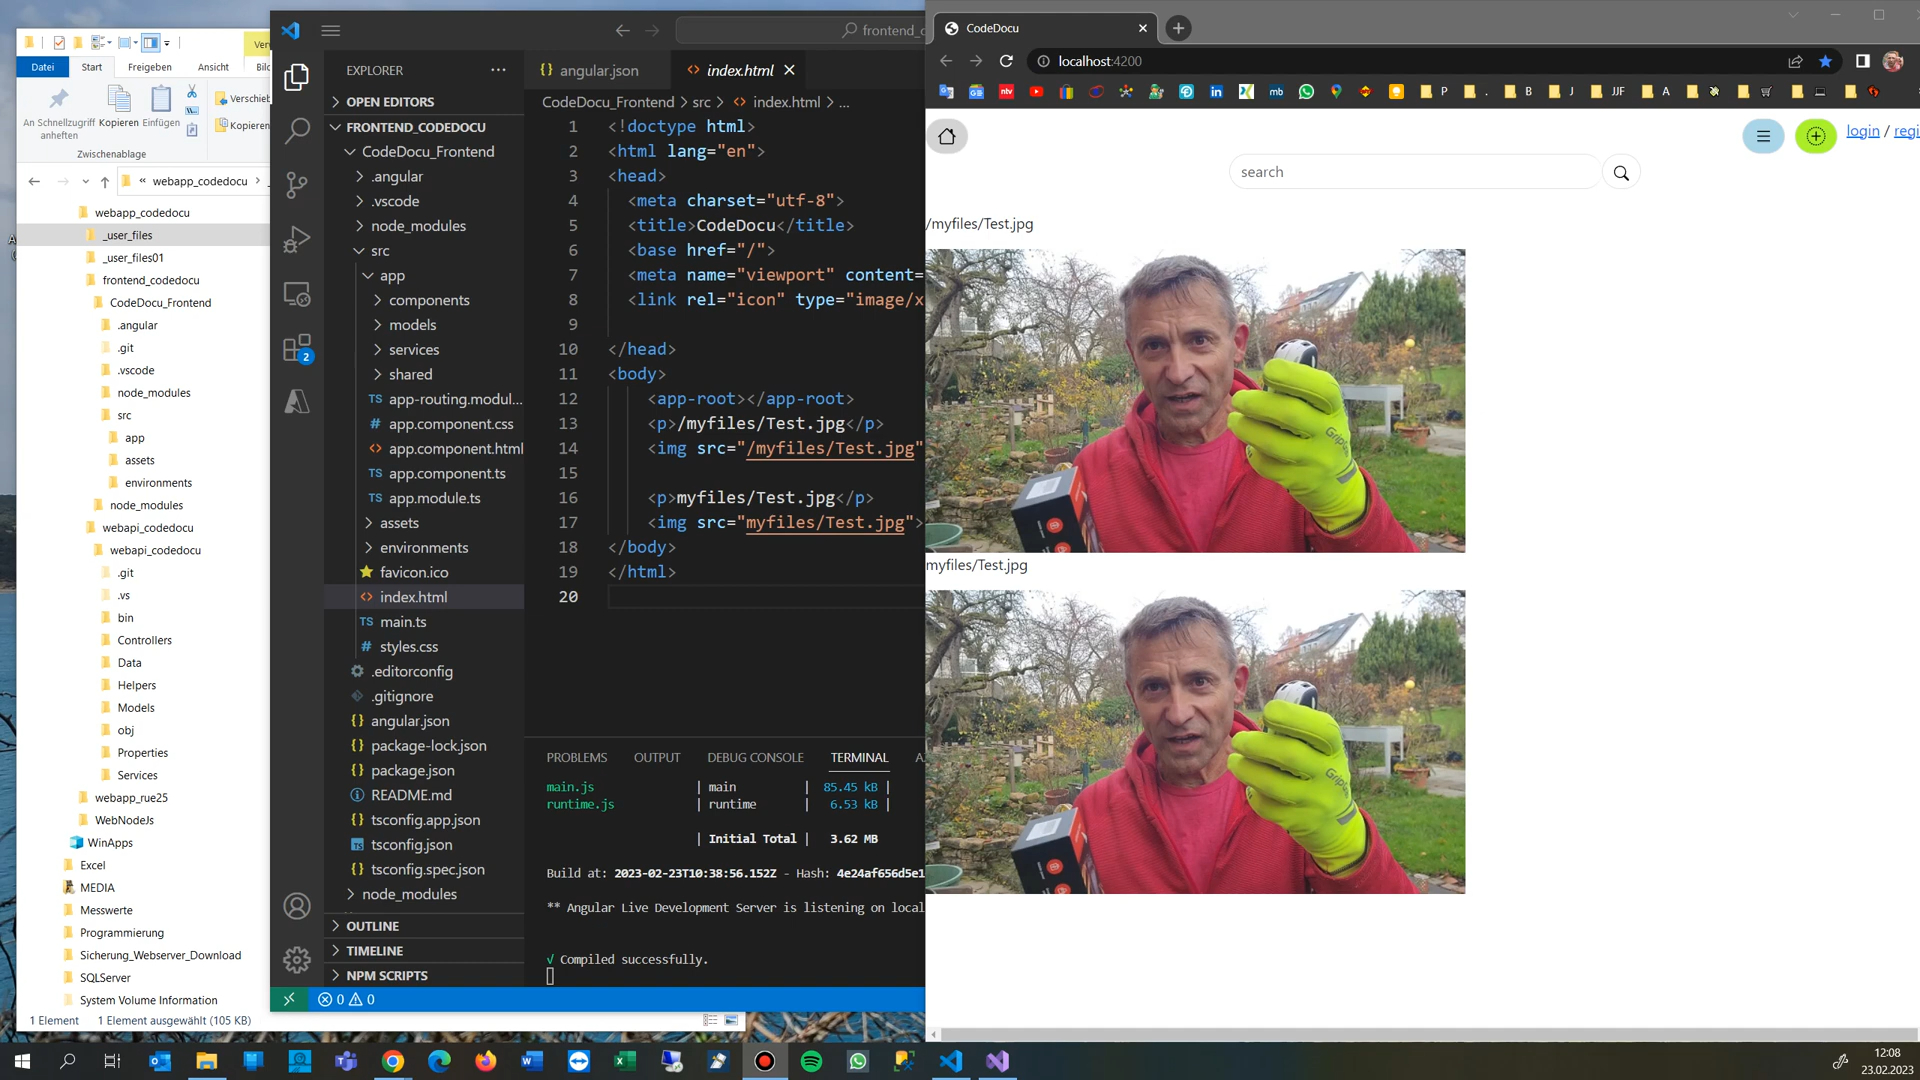 Datei
Start
Freigeben
Ansicht
An Schnellzugriff
anheften
Kopieren
Einfügen
Zwischenablage
« webapp_codedocu
webapp_codedocu
_user_files
_user_files01
frontend_codedocu
CodeDocu_Frontend
.angular
.git
.vscode
node_modules
src
app
assets
environments
node_modules
webapi_codedocu
webapi_codedocu
.git
.vs
bin
Controllers
Data
Helpers
Models
obj
Properties
Services
webapp_rue25
WebNodeJs
WinApps
Excel
MEDIA
Messwerte
Programmierung
Sicherung_Webserver_Download
SQLServer
System Volume Information
1 Element
1 Element ausgewählt (105 KB)
EXPLORER
OPEN EDITORS
FRONTEND_CODEDOCU
CodeDocu_Frontend
.angular
.vscode
node_modules
src
app
components
models
services
shared
TS app-routing.modul...
# app.component.css
<> app.component.html
TS app.component.ts
TS app.module.ts
assets
environments
favicon.ico
<> index.html
TS main.ts
# styles.css
.editorconfig
.gitignore
{} angular.json
{} package-lock.json
{} package.json
README.md
{} tsconfig.app.json
TS tsconfig.json
{} tsconfig.spec.json
node_modules
OUTLINE
TIMELINE
NPM SCRIPTS
2
0 0
{} angular.json
<> index.html
CodeDocu_Frontend > src > <> index.html > ...
1 <!doctype html>
2 <html lang="en">
3 <head>
4 <meta charset="utf-8">
5 <title>CodeDocu</title>
6 <base href="/">
7 <meta name="viewport" content=
8 <link rel="icon" type="image/x
9
10 </head>
11 <body>
12 <app-root></app-root>
13 <p>/myfiles/Test.jpg</p>
14 <img src="/myfiles/Test.jpg"
15
16 <p>myfiles/Test.jpg</p>
17 <img src="myfiles/Test.jpg">
18 </body>
19 </html>
20
PROBLEMS
OUTPUT
DEBUG CONSOLE
TERMINAL
main.js | main | 85.45 kB |
runtime.js | runtime | 6.53 kB |
| Initial Total | 3.62 MB
Build at: 2023-02-23T10:38:56.152Z - Hash: 4e24af656d5e1
** Angular Live Development Server is listening on local
√ Compiled successfully.
CodeDocu
localhost:4200
ntv
mb
P
.
B
J
JJF
A
login / regi
search
/myfiles/Test.jpg
myfiles/Test.jpg
12:08
23.02.2023